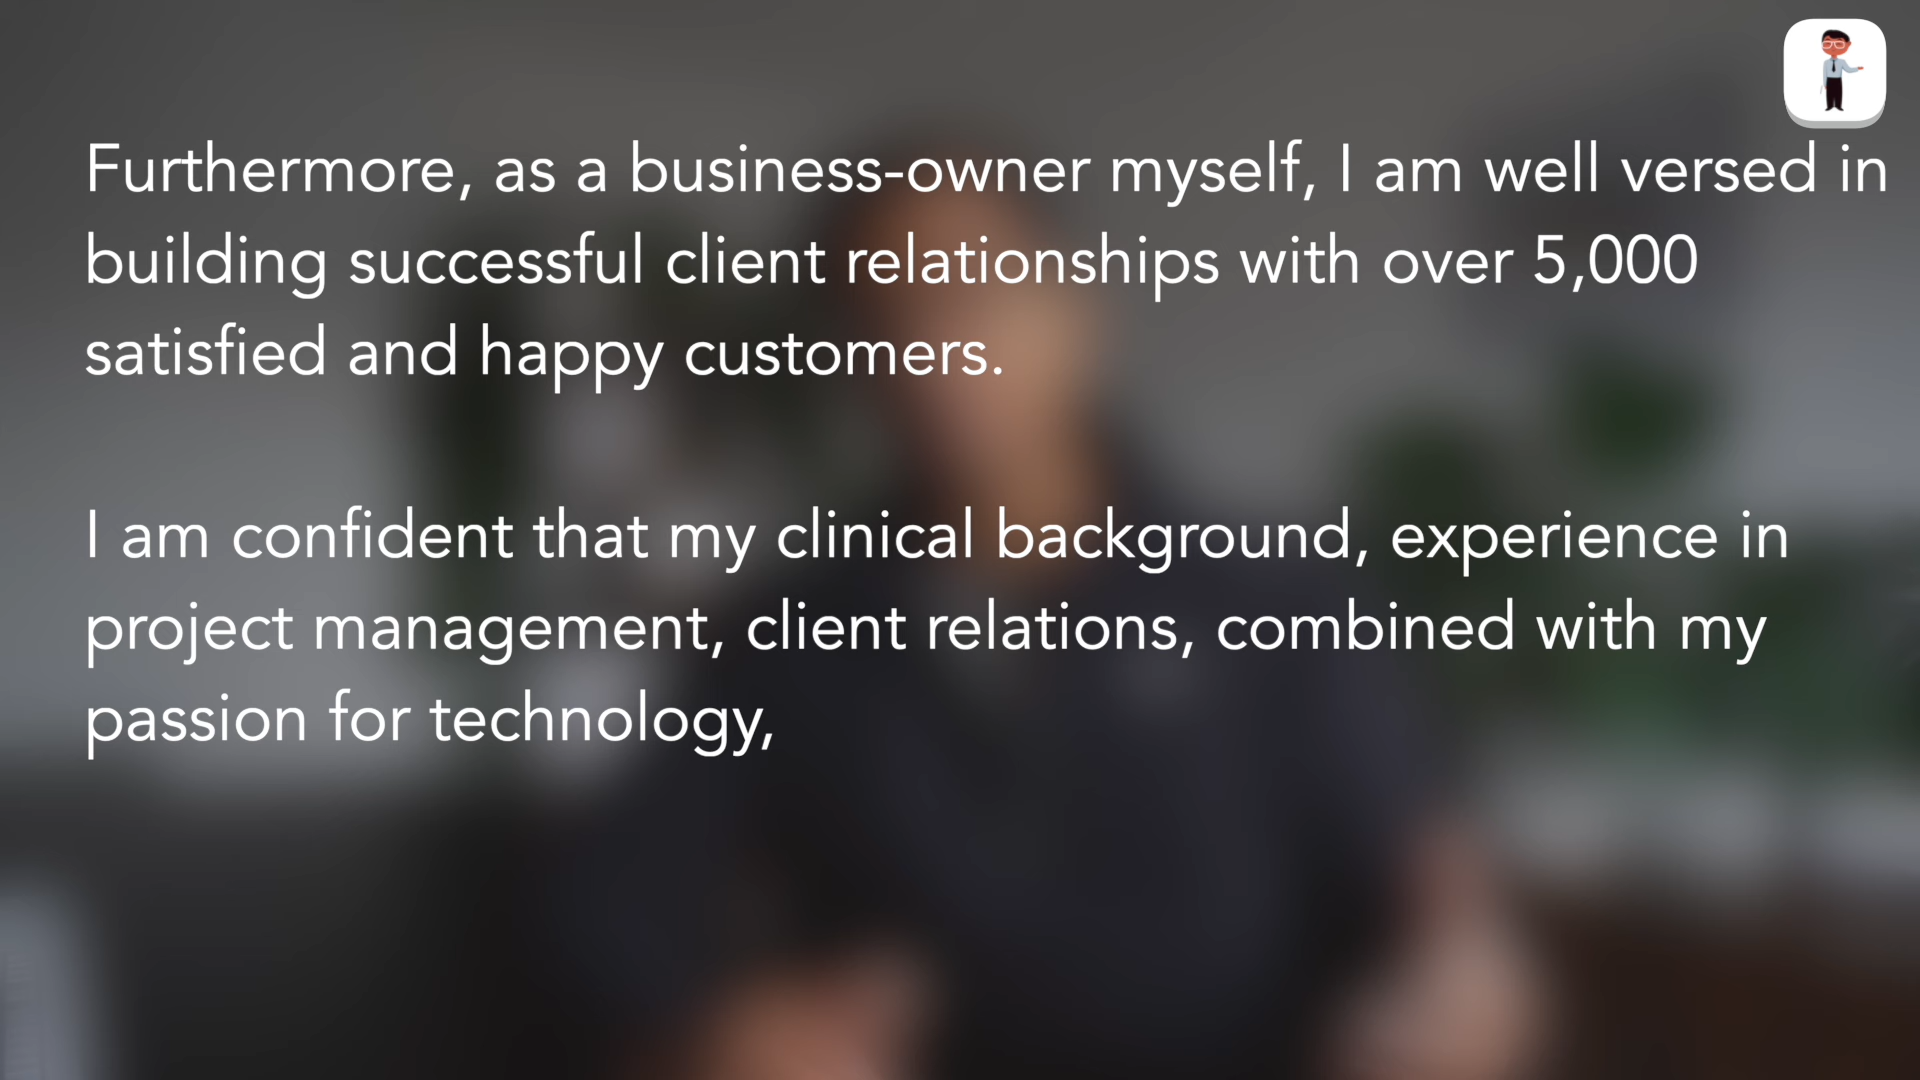 Furthermore, as a business-owner myself, I am well versed in
building successful client relationships with over 5,000
satisfied and happy customers.
I am confident that my clinical background, experience in
project management, client relations, combined with my
passion for technology,